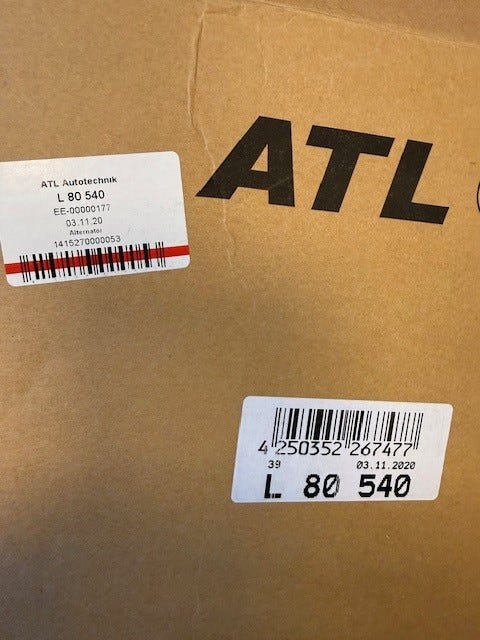 ATL
ATL Autotechnik
L 80 540
EE-00000177
03.11.20
Alternator
1415270000053
4 250352 267477
39 03.11.2020
L 80 540